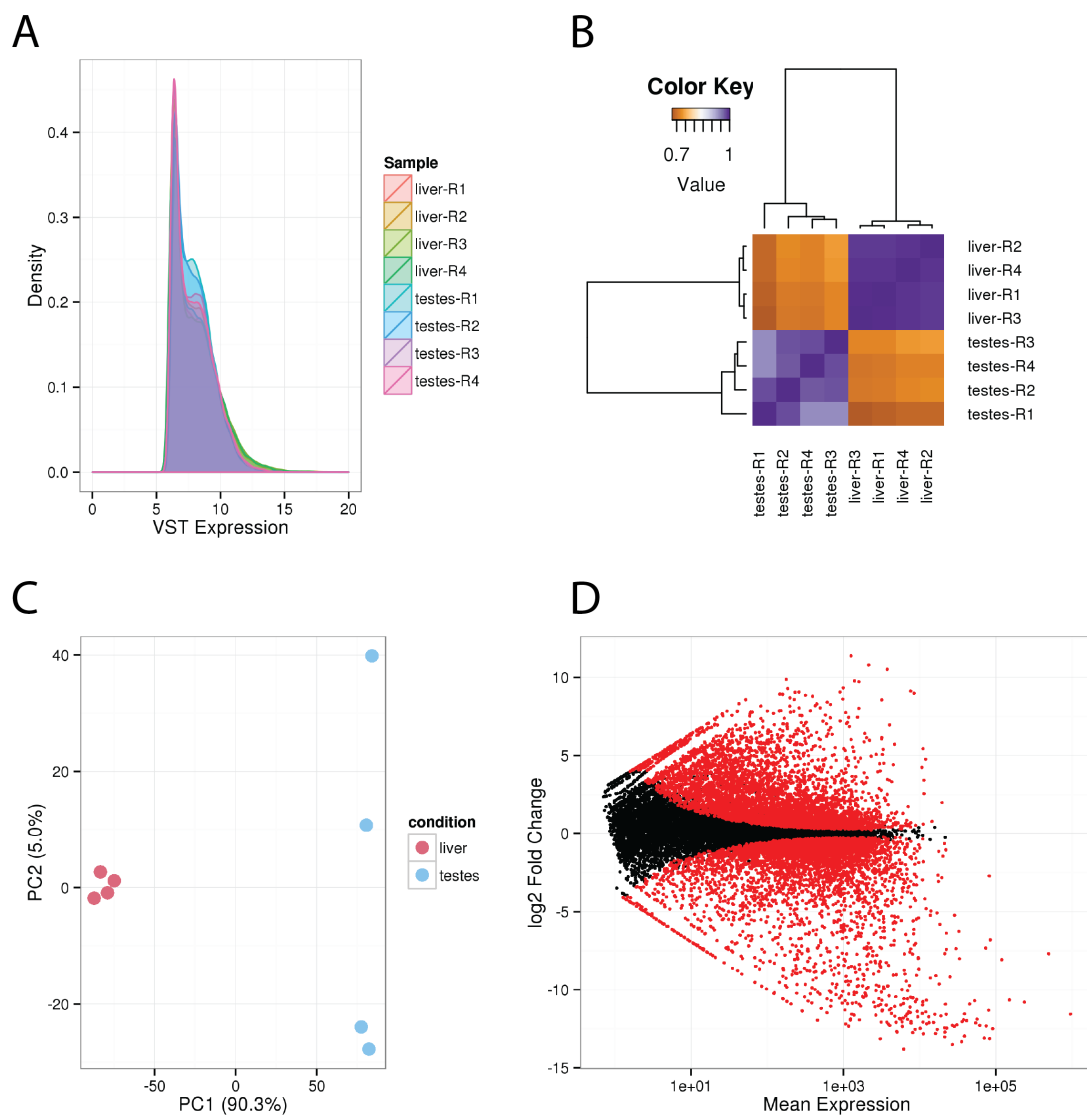 A
0.4
0.3
0.2
0.1
0.0
Density
0 5 10 15 20
VST Expression
Sample
liver-R1
liver-R2
liver-R3
liver-R4
testes-R1
testes-R2
testes-R3
testes-R4
B
Color Key
0.7 1
Value
liver-R2
liver-R4
liver-R1
liver-R3
testes-R3
testes-R4
testes-R2
testes-R1
testes-R1
testes-R2
testes-R4
testes-R3
liver-R3
liver-R1
liver-R4
liver-R2
C
40
20
0
-20
PC2 (5.0%)
-50 0 50
PC1 (90.3%)
condition
liver
testes
D
10
5
0
-5
-10
-15
log2 Fold Change
1e+01 1e+03 1e+05
Mean Expression